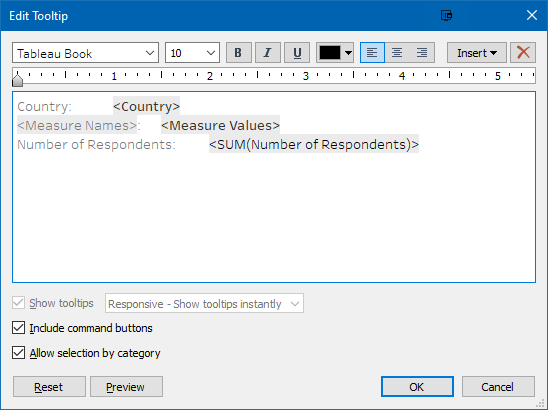 Edit Tooltip
Tableau Book 10 B I U Insert
1 2 3 4 5
Country: <Country>
<Measure Names>: <Measure Values>
Number of Respondents: <SUM(Number of Respondents)>
Show tooltips Responsive - Show tooltips instantly
Include command buttons
Allow selection by category
Reset Preview OK Cancel